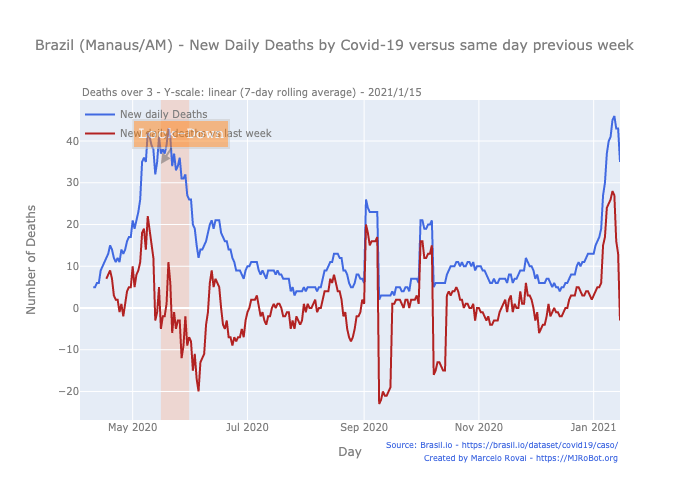 Brazil (Manaus/AM) - New Daily Deaths by Covid-19 versus same day previous week
Deaths over 3 - Y-scale: linear (7-day rolling average) - 2021/1/15
New daily Deaths
New last week
Number of Deaths
40
30
20
10
0
−10
−20
May 2020
Jul 2020
Sep 2020
Nov 2020
Jan 2021
Day
Source: Brasil.io - https://brasil.io/dataset/covid19/caso/
Created by Marcelo Rovai - https://MJRoBot.org